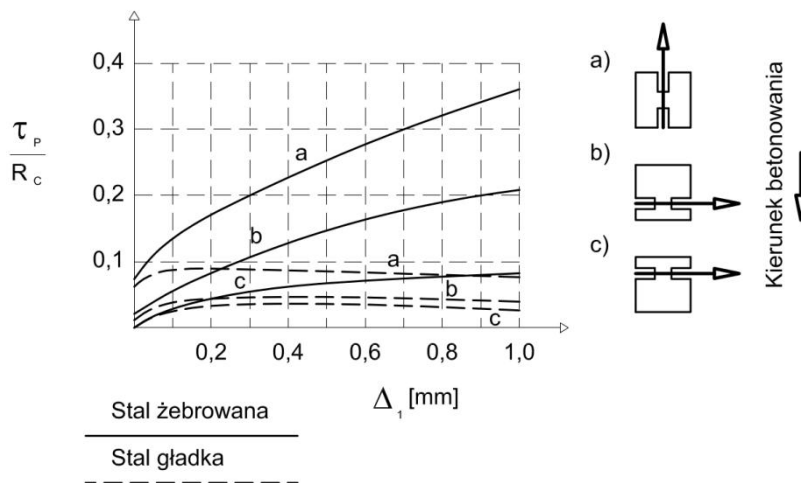 0,4
0,3
0,2
0,1
τ P
R C
a
b
c
a
b
c
0,2 0,4 0,6 0,8 1,0
Δ 1 [mm]
a)
b)
c)
Kierunek betonowania
Stal żebrowana
Stal gładka